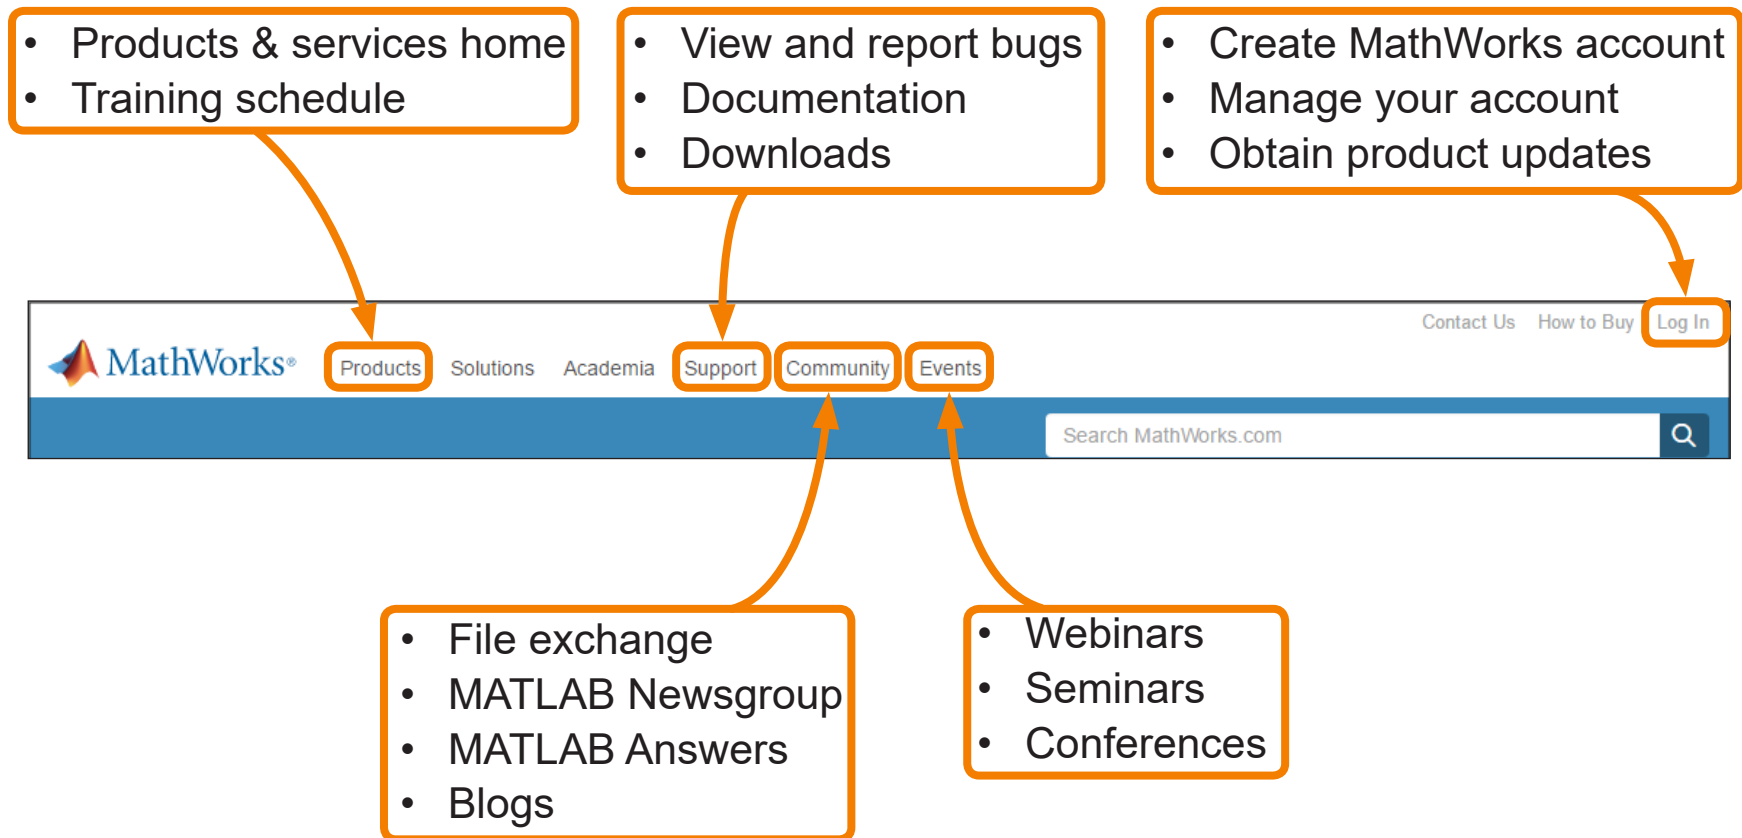 • Products & services home
• Training schedule
• View and report bugs
• Documentation
• Downloads
• Create MathWorks account
• Manage your account
• Obtain product updates
Contact Us How to Buy Log In
MathWorks® Products Solutions Academia Support Community Events
Search MathWorks.com
• File exchange
• MATLAB Newsgroup
• MATLAB Answers
• Blogs
• Webinars
• Seminars
• Conferences